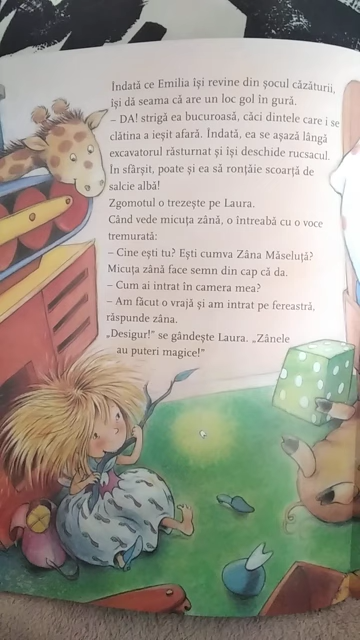 Îndată ce Emilia își revine din șocul căzăturii,
își dă seama că are un loc gol în gură.
– DA! strigă ea bucuroasă, căci dintele care i se
clătina a ieșit afară. Îndată, ea se așază lângă
excavatorul răsturnat și își deschide rucsacul.
În sfârșit, poate și ea să ronțăie scoarță de
salcie albă!
Zgomotul o trezește pe Laura.
Când vede micuța zână, o întreabă cu o voce
tremurată:
– Cine ești tu? Ești cumva Zâna Măseluță?
Micuța zână face semn din cap că da.
– Cum ai intrat în camera mea?
– Am făcut o vrajă și am intrat pe fereastră,
răspunde zâna.
„Desigur!” se gândește Laura. „Zânele
au puteri magice!”